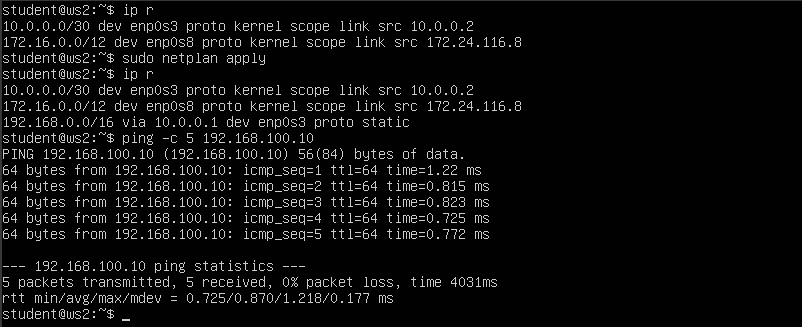 student@ws2:~$ ip r
10.0.0.0/30 dev enp0s3 proto kernel scope link src 10.0.0.2
172.16.0.0/12 dev enp0s8 proto kernel scope link src 172.24.116.8
student@ws2:~$ sudo netplan apply
student@ws2:~$ ip r
10.0.0.0/30 dev enp0s3 proto kernel scope link src 10.0.0.2
172.16.0.0/12 dev enp0s8 proto kernel scope link src 172.24.116.8
192.168.0.0/16 via 10.0.0.1 dev enp0s3 proto static
student@ws2:~$ ping -c 5 192.168.100.10
PING 192.168.100.10 (192.168.100.10) 56(84) bytes of data.
64 bytes from 192.168.100.10: icmp_seq=1 ttl=64 time=1.22 ms
64 bytes from 192.168.100.10: icmp_seq=2 ttl=64 time=0.815 ms
64 bytes from 192.168.100.10: icmp_seq=3 ttl=64 time=0.823 ms
64 bytes from 192.168.100.10: icmp_seq=4 ttl=64 time=0.725 ms
64 bytes from 192.168.100.10: icmp_seq=5 ttl=64 time=0.772 ms

--- 192.168.100.10 ping statistics ---
5 packets transmitted, 5 received, 0% packet loss, time 4031ms
rtt min/avg/max/mdev = 0.725/0.870/1.218/0.177 ms
student@ws2:~$ _